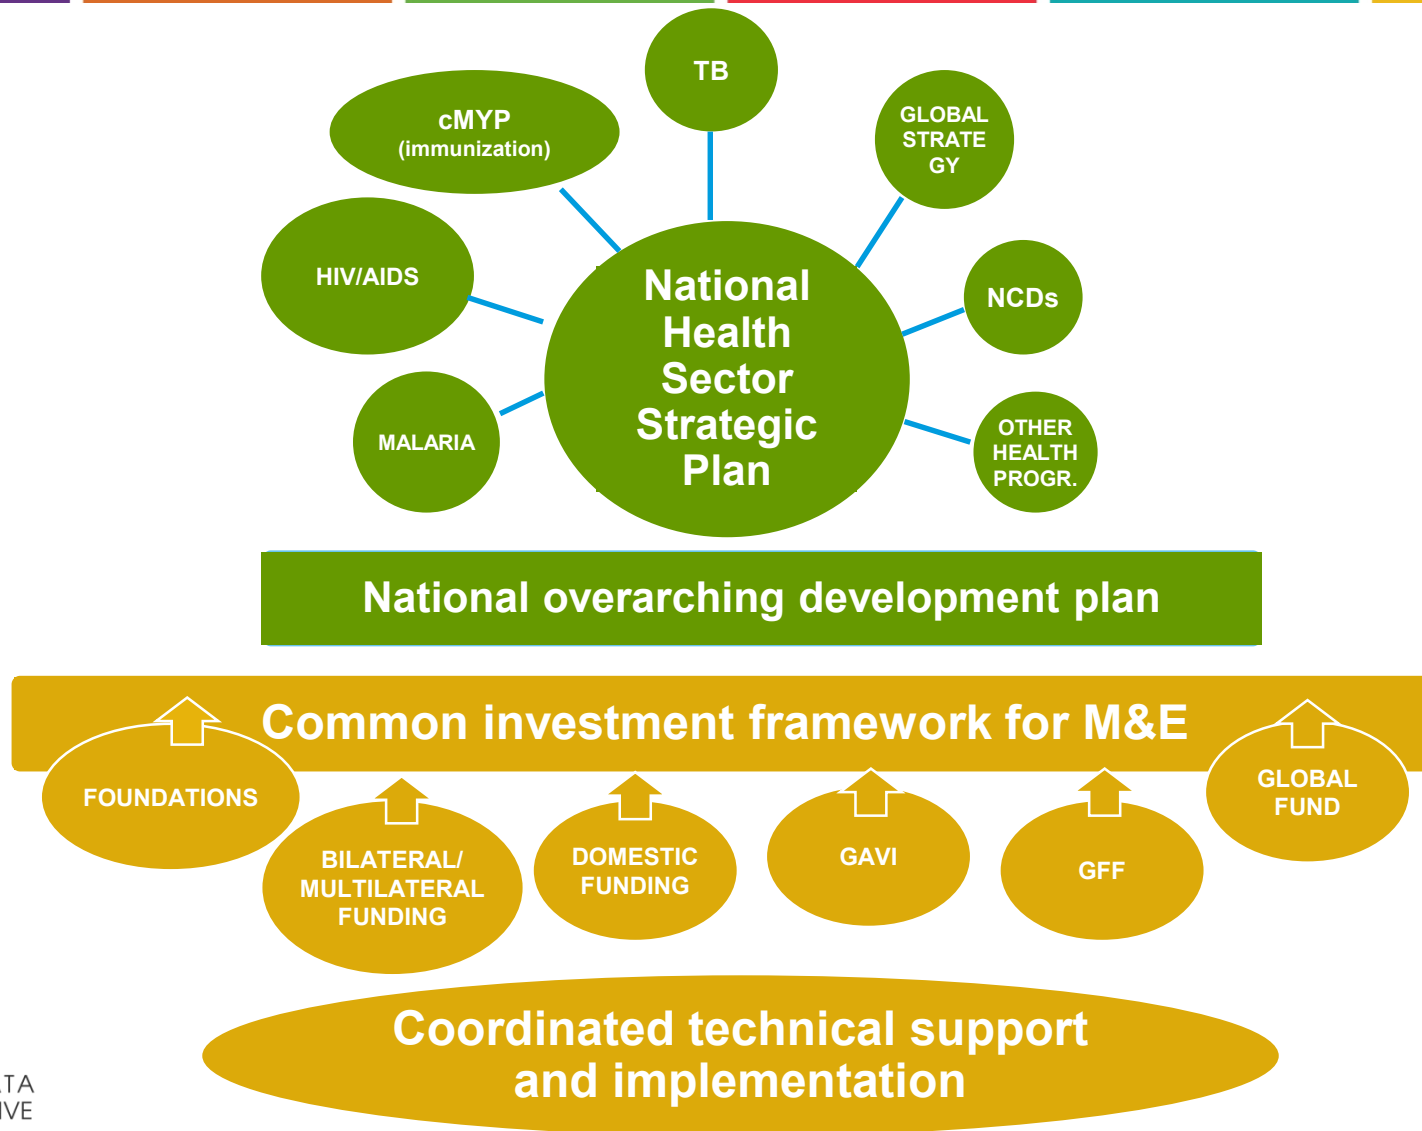 TB
cMYP
(immunization)
GLOBAL
STRATE
GY
HIV/AIDS
National
Health
Sector
Strategic
Plan
NCDs
MALARIA
OTHER
HEALTH
PROGR.
National overarching development plan
Common investment framework for M&E
FOUNDATIONS
BILATERAL/
MULTILATERAL
FUNDING
DOMESTIC
FUNDING
GAVI
GFF
GLOBAL
FUND
Coordinated technical support
and implementation